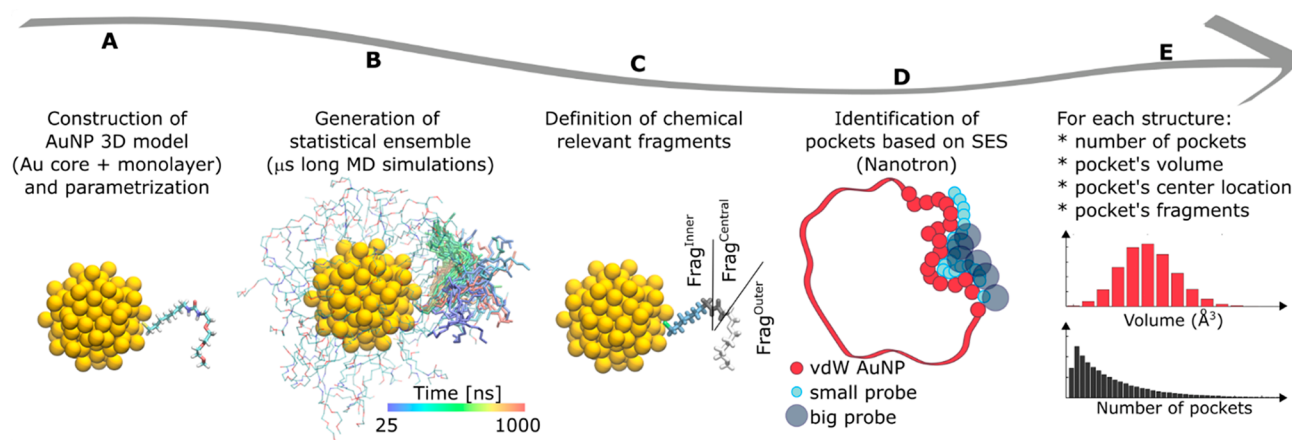 A
B
C
D
E
Construction of
AuNP 3D model
(Au core + monolayer)
and parametrization
Generation of
statistical ensemble
(μs long MD simulations)
Time [ns]
25 1000
Definition of chemical
relevant fragments
Frag^Inner
Frag^Central
Frag^Outer
Identification of
pockets based on SES
(Nanotron)
vdW AuNP
small probe
big probe
For each structure:
* number of pockets
* pocket's volume
* pocket's center location
* pocket's fragments
Volume (Å³)
Number of pockets